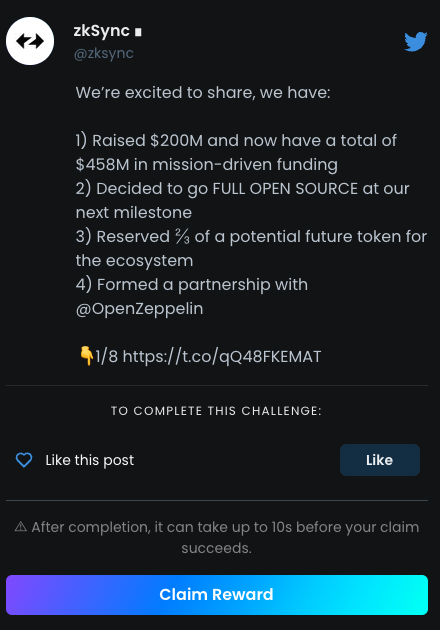 zkSync ∎
@zksync
We’re excited to share, we have:
1) Raised $200M and now have a total of
$458M in mission-driven funding
2) Decided to go FULL OPEN SOURCE at our
next milestone
3) Reserved ⅔ of a potential future token for
the ecosystem
4) Formed a partnership with
@OpenZeppelin
👇1/8 https://t.co/qQ48FKEMAT
TO COMPLETE THIS CHALLENGE:
Like this post
Like
⚠ After completion, it can take up to 10s before your claim
succeeds.
Claim Reward